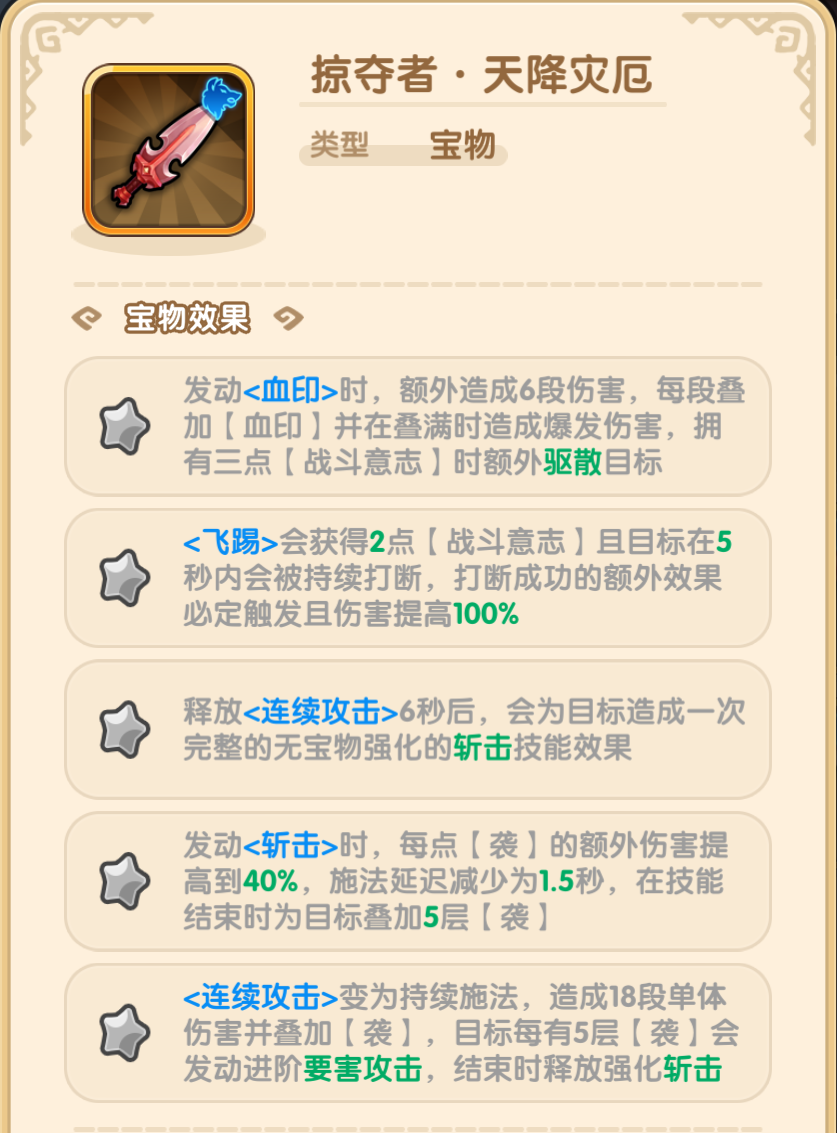 掠夺者·天降灾厄
类型 宝物
宝物效果
发动<血印>时，额外造成6段伤害，每段叠
加【血印】并在叠满时造成爆发伤害，拥
有三点【战斗意志】时额外驱散目标
<飞踢>会获得2点【战斗意志】且目标在5
秒内会被持续打断，打断成功的额外效果
必定触发且伤害提高100%
释放<连续攻击>6秒后，会为目标造成一次
完整的无宝物强化的斩击技能效果
发动<斩击>时，每点【袭】的额外伤害提
高到40%，施法延迟减少为1.5秒，在技能
结束时为目标叠加5层【袭】
<连续攻击>变为持续施法，造成18段单体
伤害并叠加【袭】，目标每有5层【袭】会
发动进阶要害攻击，结束时释放强化斩击